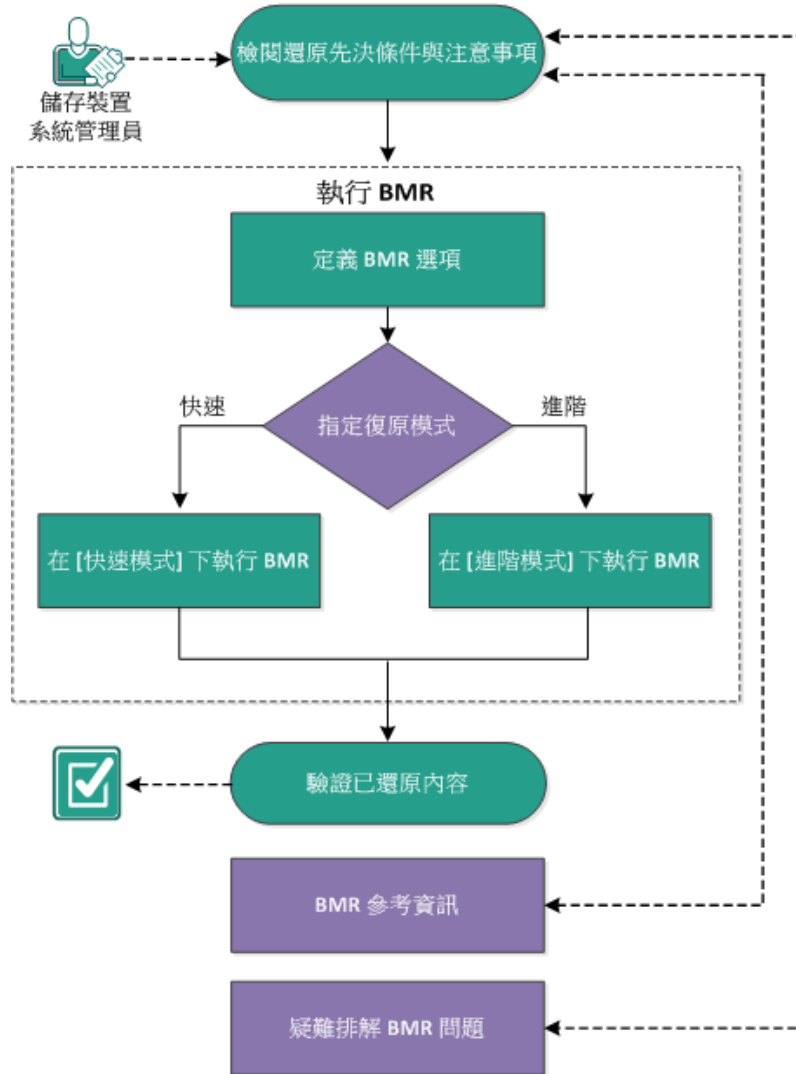 檢閱還原先決條件與注意事項
儲存裝置
系統管理員
執行 BMR
定義 BMR 選項
快速
進階
指定復原模式
在 [快速模式] 下執行 BMR
在 [進階模式] 下執行 BMR
驗證已還原內容
BMR 參考資訊
疑難排解 BMR 問題